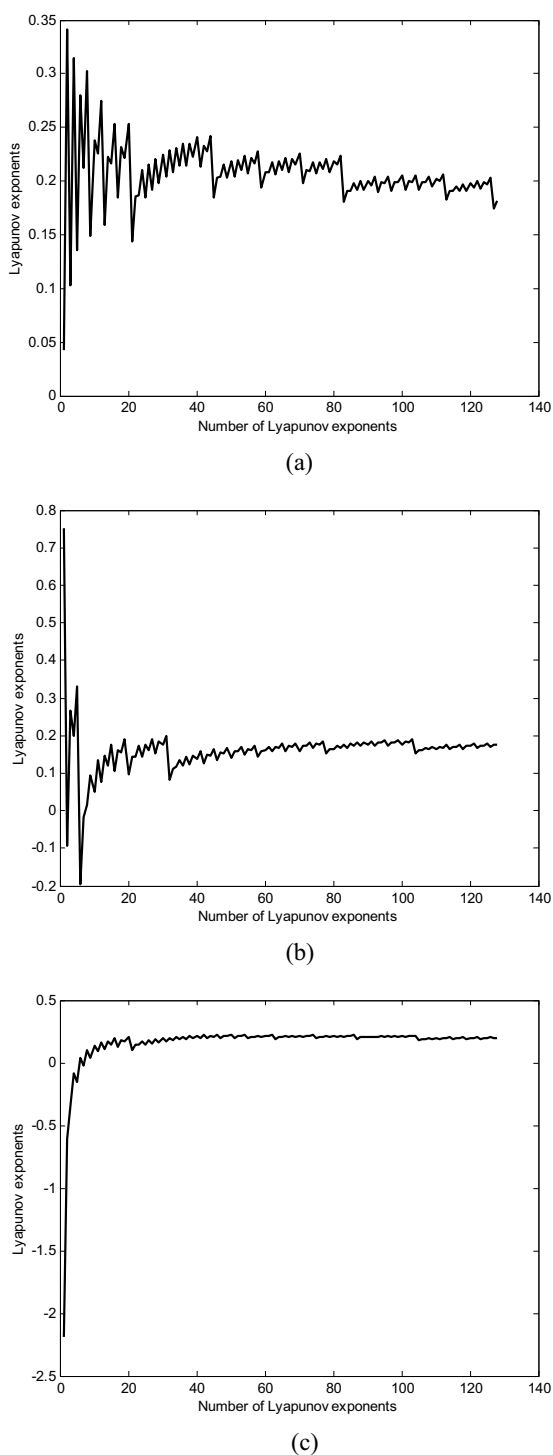 0.35
0.3
0.25
0.2
0.15
0.1
0.05
0
Lyapunov exponents
0 20 40 60 80 100 120 140
Number of Lyapunov exponents
(a)
0.8
0.7
0.6
0.5
0.4
0.3
0.2
0.1
0
-0.1
-0.2
Lyapunov exponents
0 20 40 60 80 100 120 140
Number of Lyapunov exponents
(b)
0.5
0
-0.5
-1
-1.5
-2
-2.5
Lyapunov exponents
0 20 40 60 80 100 120 140
Number of Lyapunov exponents
(c)